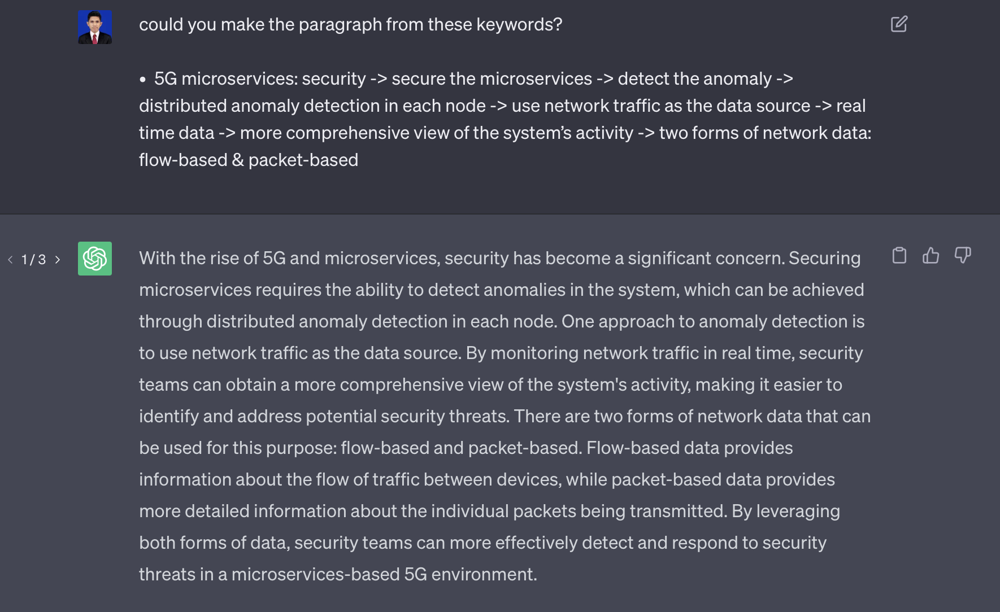 could you make the paragraph from these keywords?
• 5G microservices: security -> secure the microservices -> detect the anomaly ->
distributed anomaly detection in each node -> use network traffic as the data source -> real
time data -> more comprehensive view of the system’s activity -> two forms of network data:
flow-based & packet-based
< 1 / 3 >
With the rise of 5G and microservices, security has become a significant concern. Securing
microservices requires the ability to detect anomalies in the system, which can be achieved
through distributed anomaly detection in each node. One approach to anomaly detection is
to use network traffic as the data source. By monitoring network traffic in real time, security
teams can obtain a more comprehensive view of the system's activity, making it easier to
identify and address potential security threats. There are two forms of network data that can
be used for this purpose: flow-based and packet-based. Flow-based data provides
information about the flow of traffic between devices, while packet-based data provides
more detailed information about the individual packets being transmitted. By leveraging
both forms of data, security teams can more effectively detect and respond to security
threats in a microservices-based 5G environment.